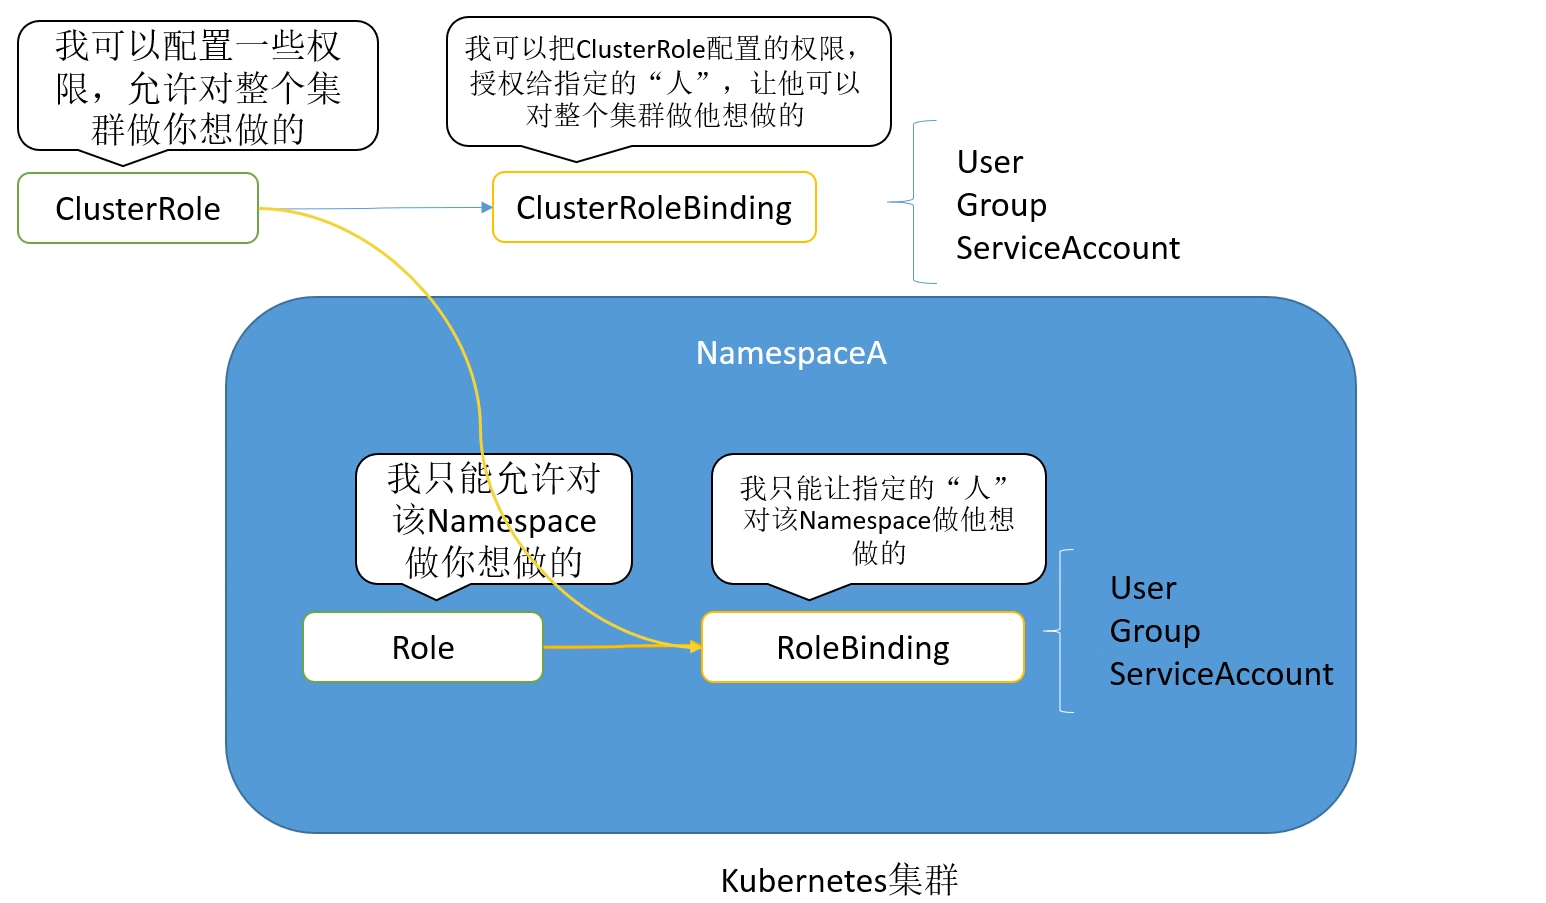 我可以配置一些权
限，允许对整个集
群做你想做的
我可以把ClusterRole配置的权限，
授权给指定的“人”，让他可以
对整个集群做他想做的
ClusterRole
ClusterRoleBinding
User
Group
ServiceAccount
NamespaceA
我只能允许对
该Namespace
做你想做的
我只能让指定的“人”
对该Namespace做他想
做的
Role
RoleBinding
User
Group
ServiceAccount
Kubernetes集群